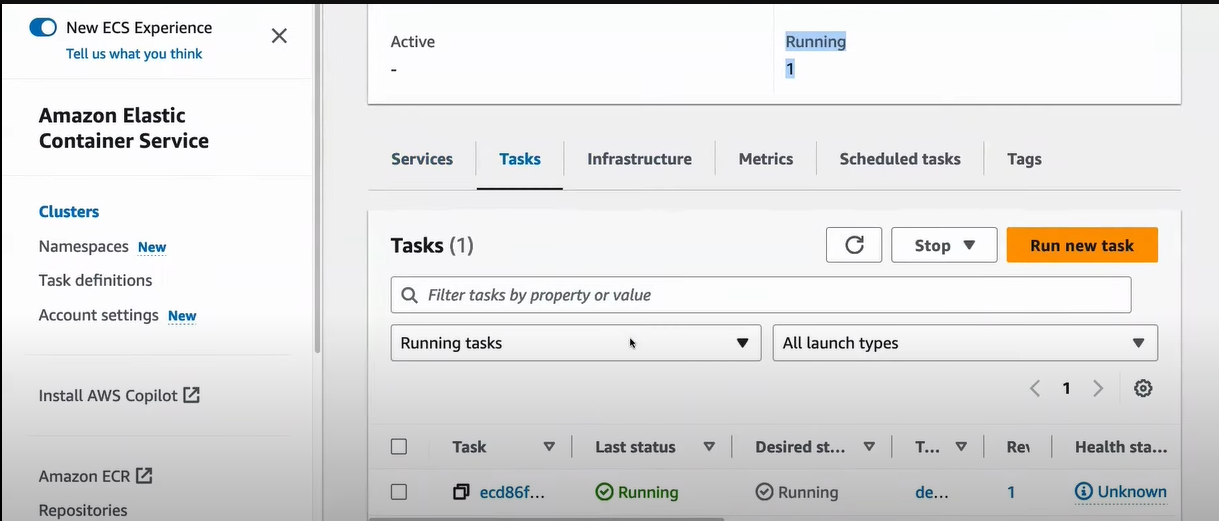 New ECS Experience
Tell us what you think
Amazon Elastic
Container Service
Clusters
Namespaces New
Task definitions
Account settings New
Install AWS Copilot
Amazon ECR
Repositories
Active
-
Running
1
Services Tasks Infrastructure Metrics Scheduled tasks Tags
Tasks (1)
Stop
Run new task
Filter tasks by property or value
Running tasks
All launch types
1
Task Last status Desired st... T... Rev Health sta...
ecd86f... Running Running de... 1 Unknown